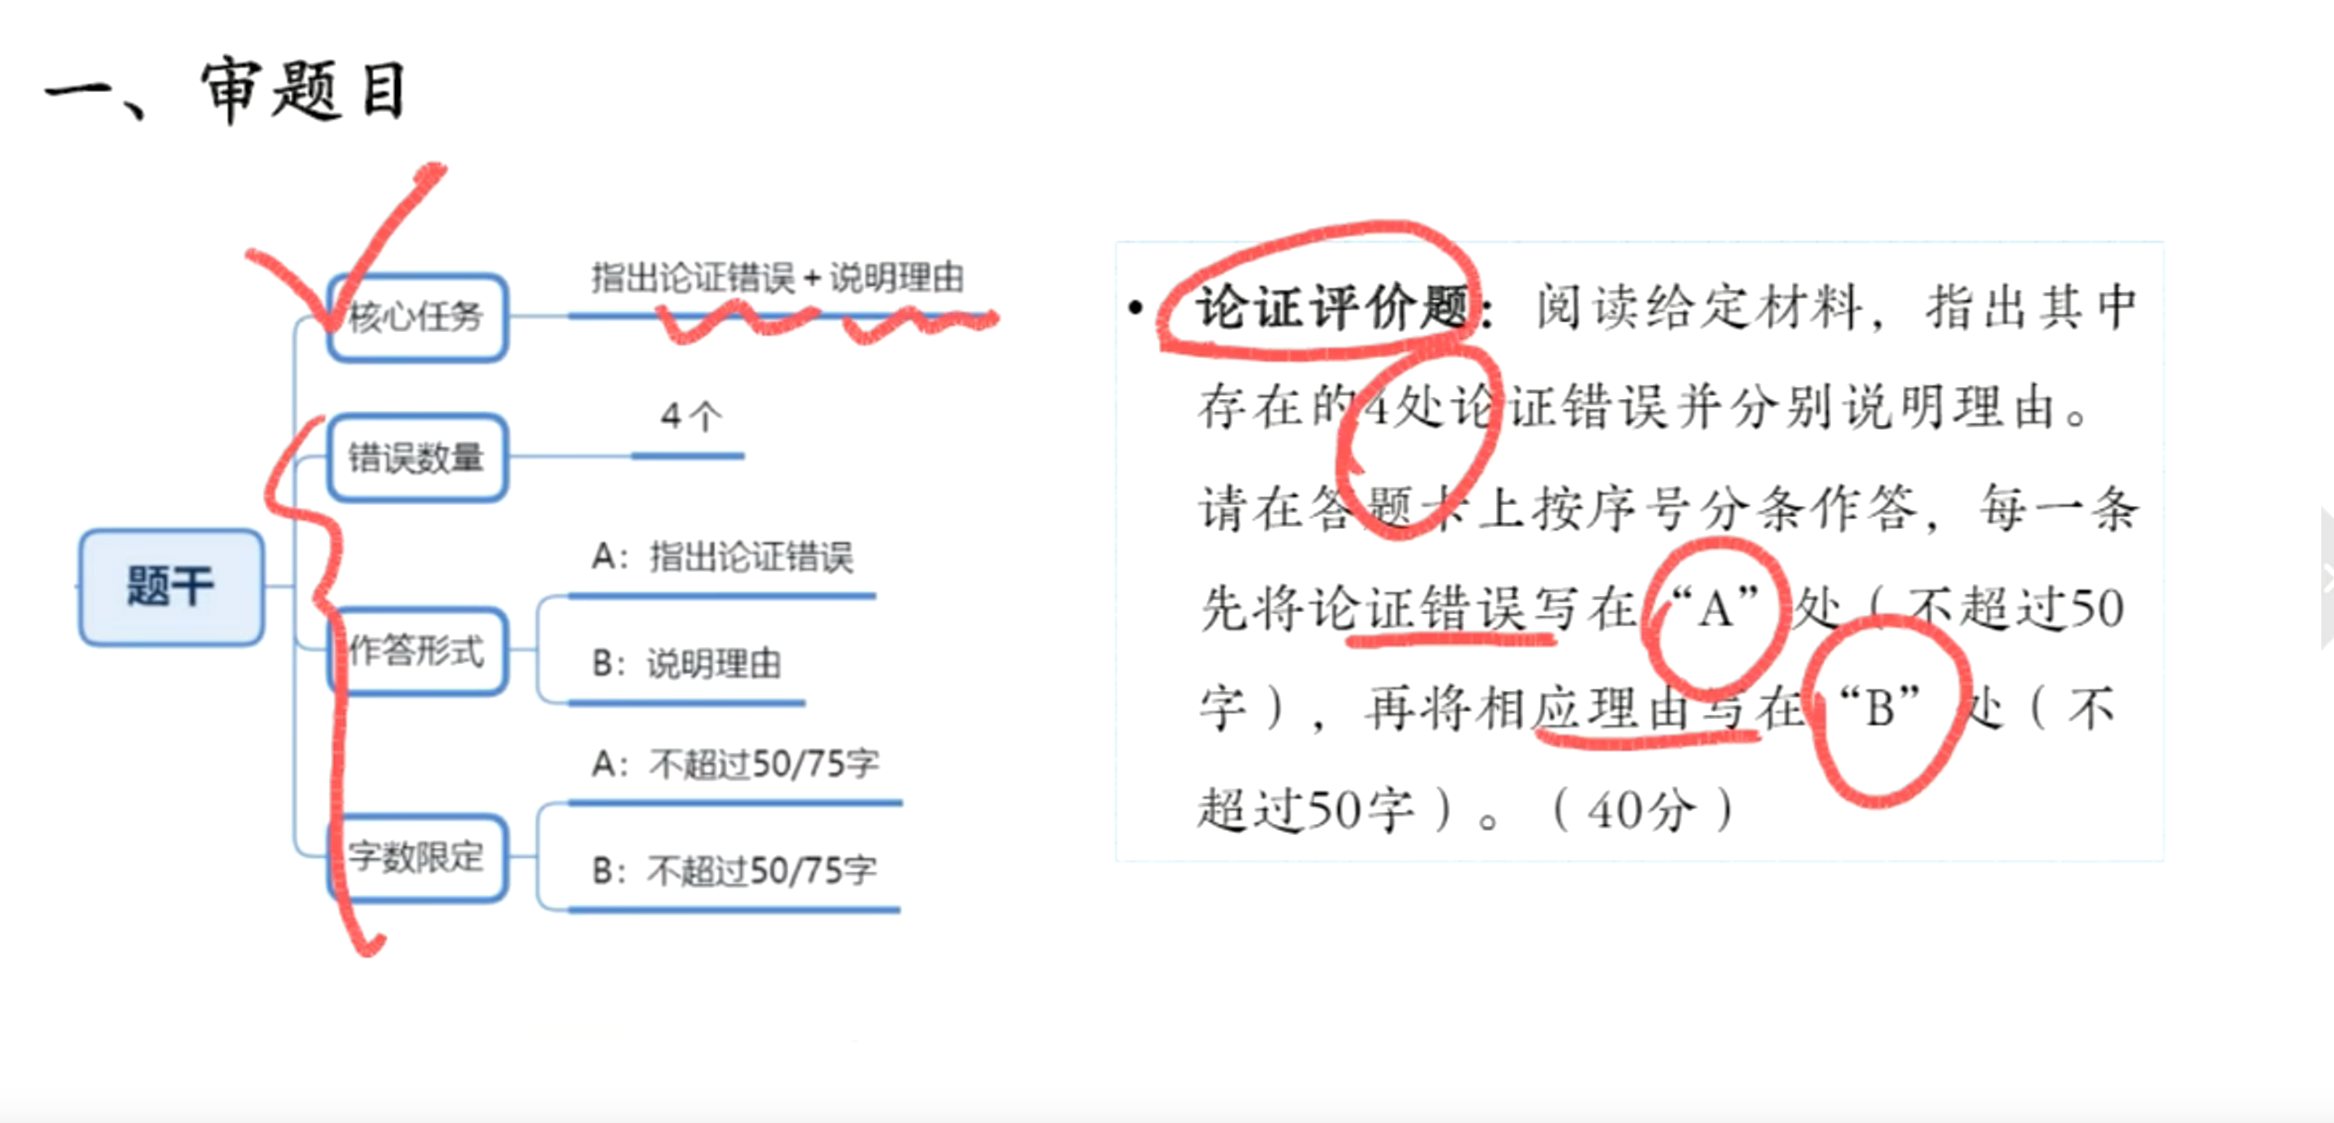 一、审题目
题干
核心任务
指出论证错误+说明理由
错误数量
4个
作答形式
A：指出论证错误
B：说明理由
字数限定
A：不超过50/75字
B：不超过50/75字
• 论证评价题：阅读给定材料，指出其中
存在的4处论证错误并分别说明理由。
请在答题卡上按序号分条作答，每一条
先将论证错误写在“A”处（不超过50
字），再将相应理由写在“B”处（不
超过50字）。（40分）